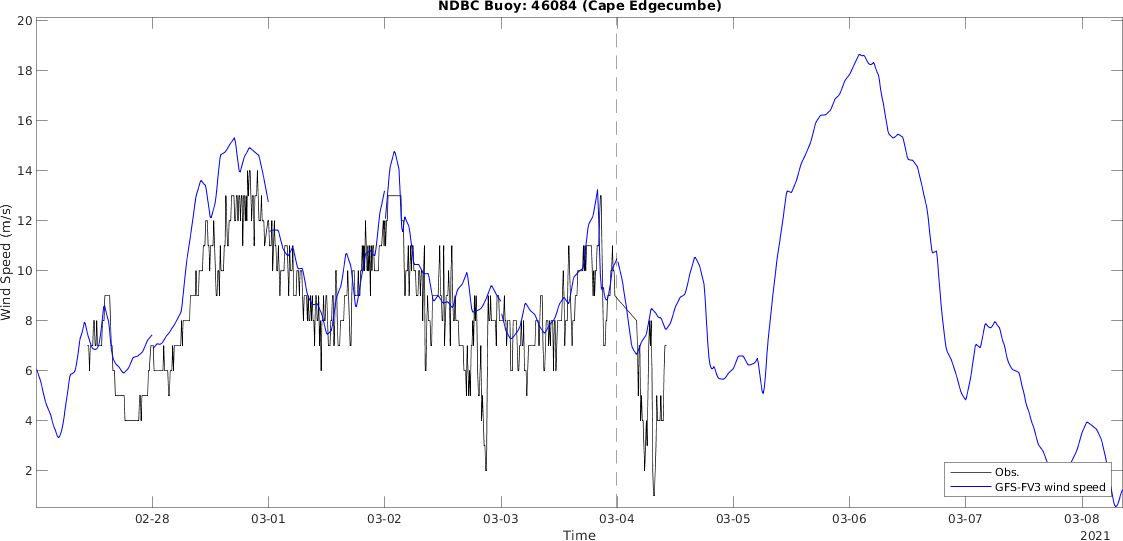 NDBC Buoy: 46084 (Cape Edgecumbe)
20
18
16
14
12
10
8
6
4
2
Wind Speed (m/s)
Obs.
GFS-FV3 wind speed
02-28 03-01 03-02 03-03 03-04 03-05 03-06 03-07 03-08
Time 2021